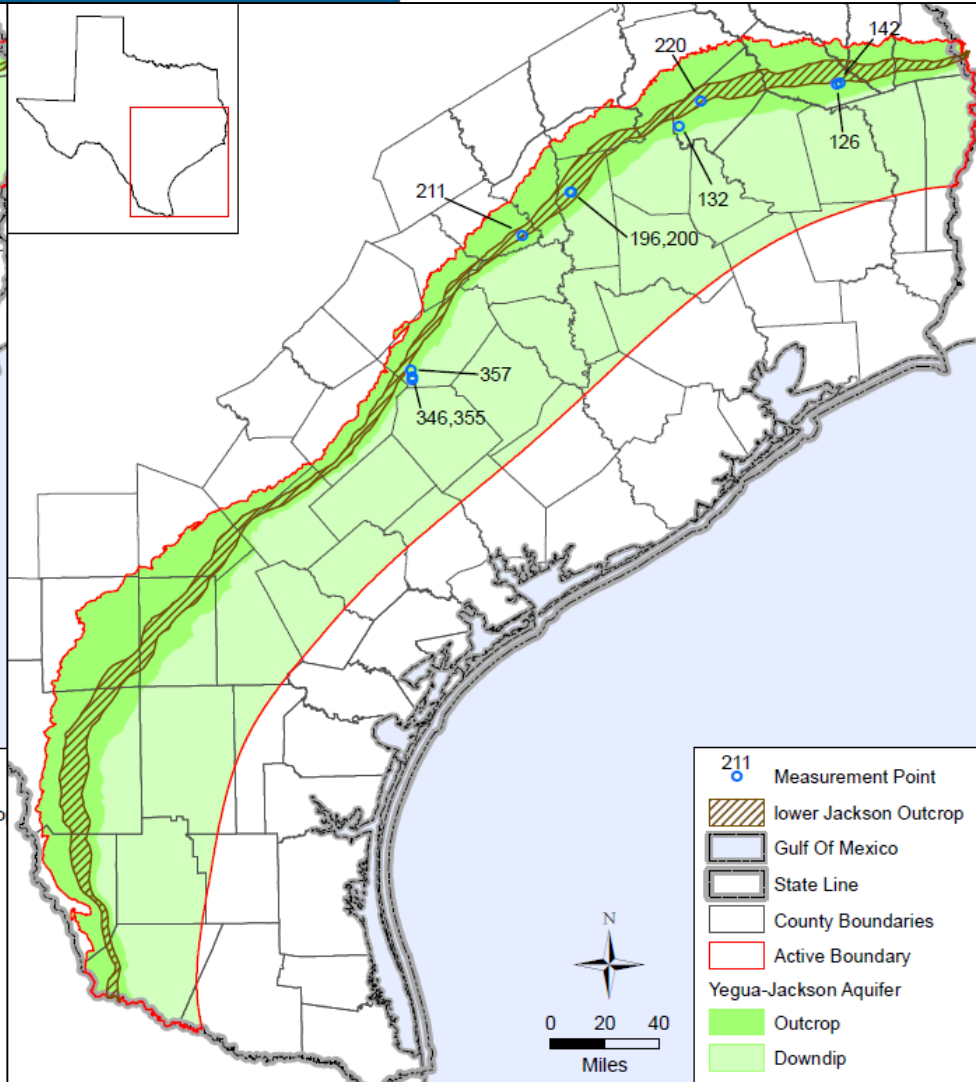 142
220
126
132
211
196,200
357
346,355
211
Measurement Point
lower Jackson Outcrop
Gulf Of Mexico
State Line
County Boundaries
Active Boundary
Yegua-Jackson Aquifer
Outcrop
Downdip
N
0 20 40
Miles